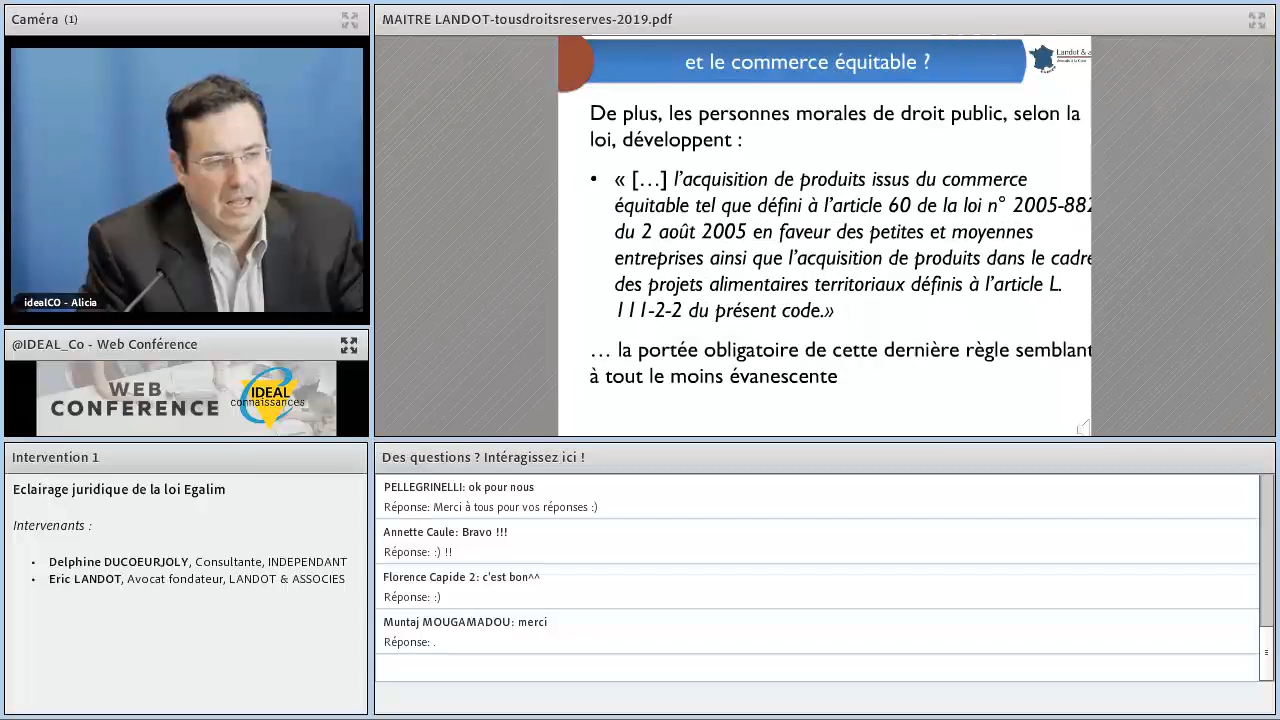 Caméra (1)
idealCO - Alicia
@IDEAL_Co - Web Conférence
WEB
CONFERENCE
IDEAL
connaissances
Intervention 1
Eclairage juridique de la loi Egalim
Intervenants :
• Delphine DUCOEURJOLY, Consultante, INDEPENDANT
• Eric LANDOT, Avocat fondateur, LANDOT & ASSOCIES
MAITRE LANDOT-tousdroitsreserves-2019.pdf
et le commerce équitable ?
Landot & a
De plus, les personnes morales de droit public, selon la
loi, développent :
• « […] l’acquisition de produits issus du commerce
équitable tel que défini à l’article 60 de la loi n° 2005-882
du 2 août 2005 en faveur des petites et moyennes
entreprises ainsi que l’acquisition de produits dans le cadre
des projets alimentaires territoriaux définis à l’article L.
111-2-2 du présent code.»
… la portée obligatoire de cette dernière règle semblant
à tout le moins évanescente
Des questions ? Intéragissez ici !
PELLEGRINELLI: ok pour nous
Réponse: Merci à tous pour vos réponses :)
Annette Caule: Bravo !!!
Réponse: :) !!
Florence Capide 2: c'est bon^^
Réponse: :)
Muntaj MOUGAMADOU: merci
Réponse: .